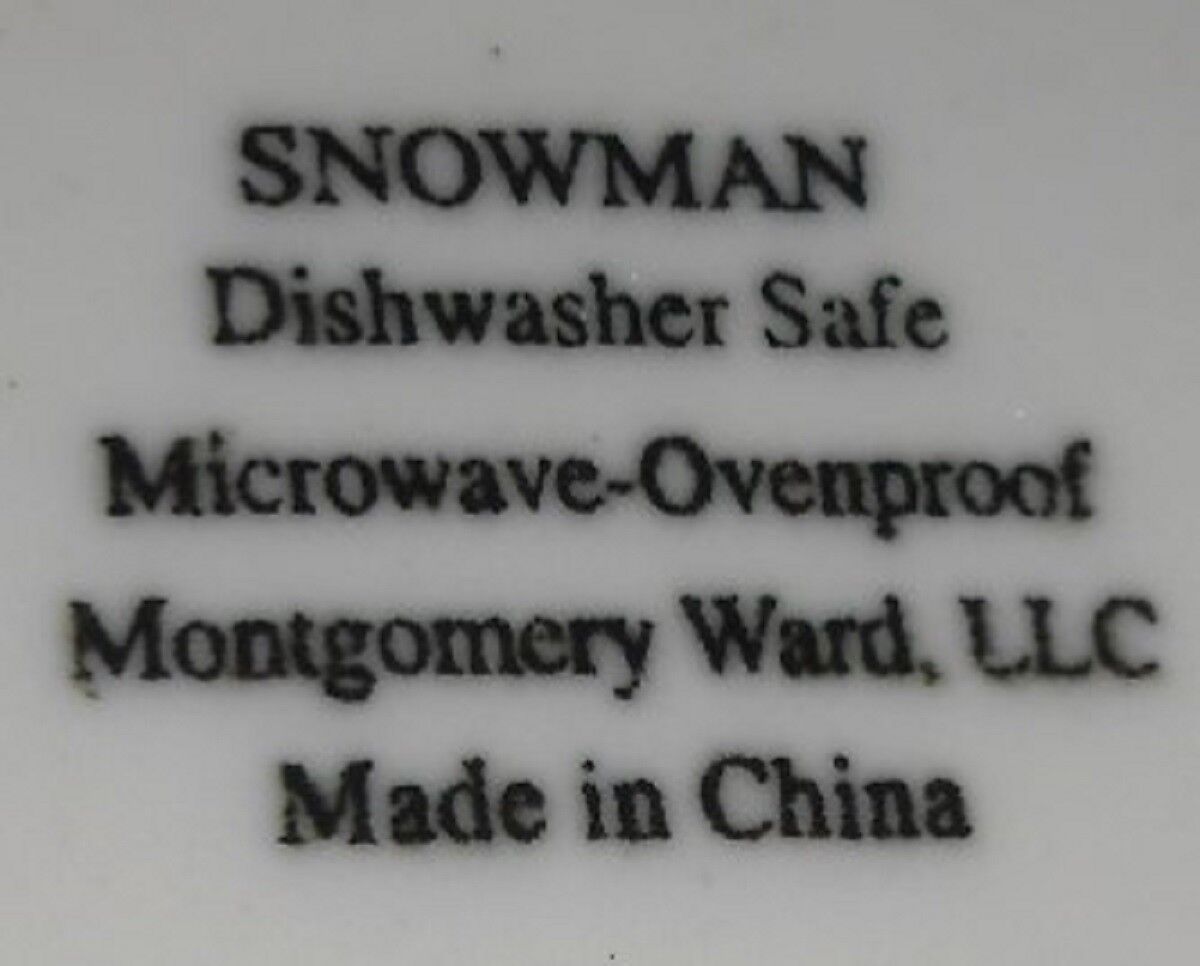 SNOWMAN
Dishwasher Safe
Microwave-Ovenproof
Montgomery Ward, LLC
Made in China